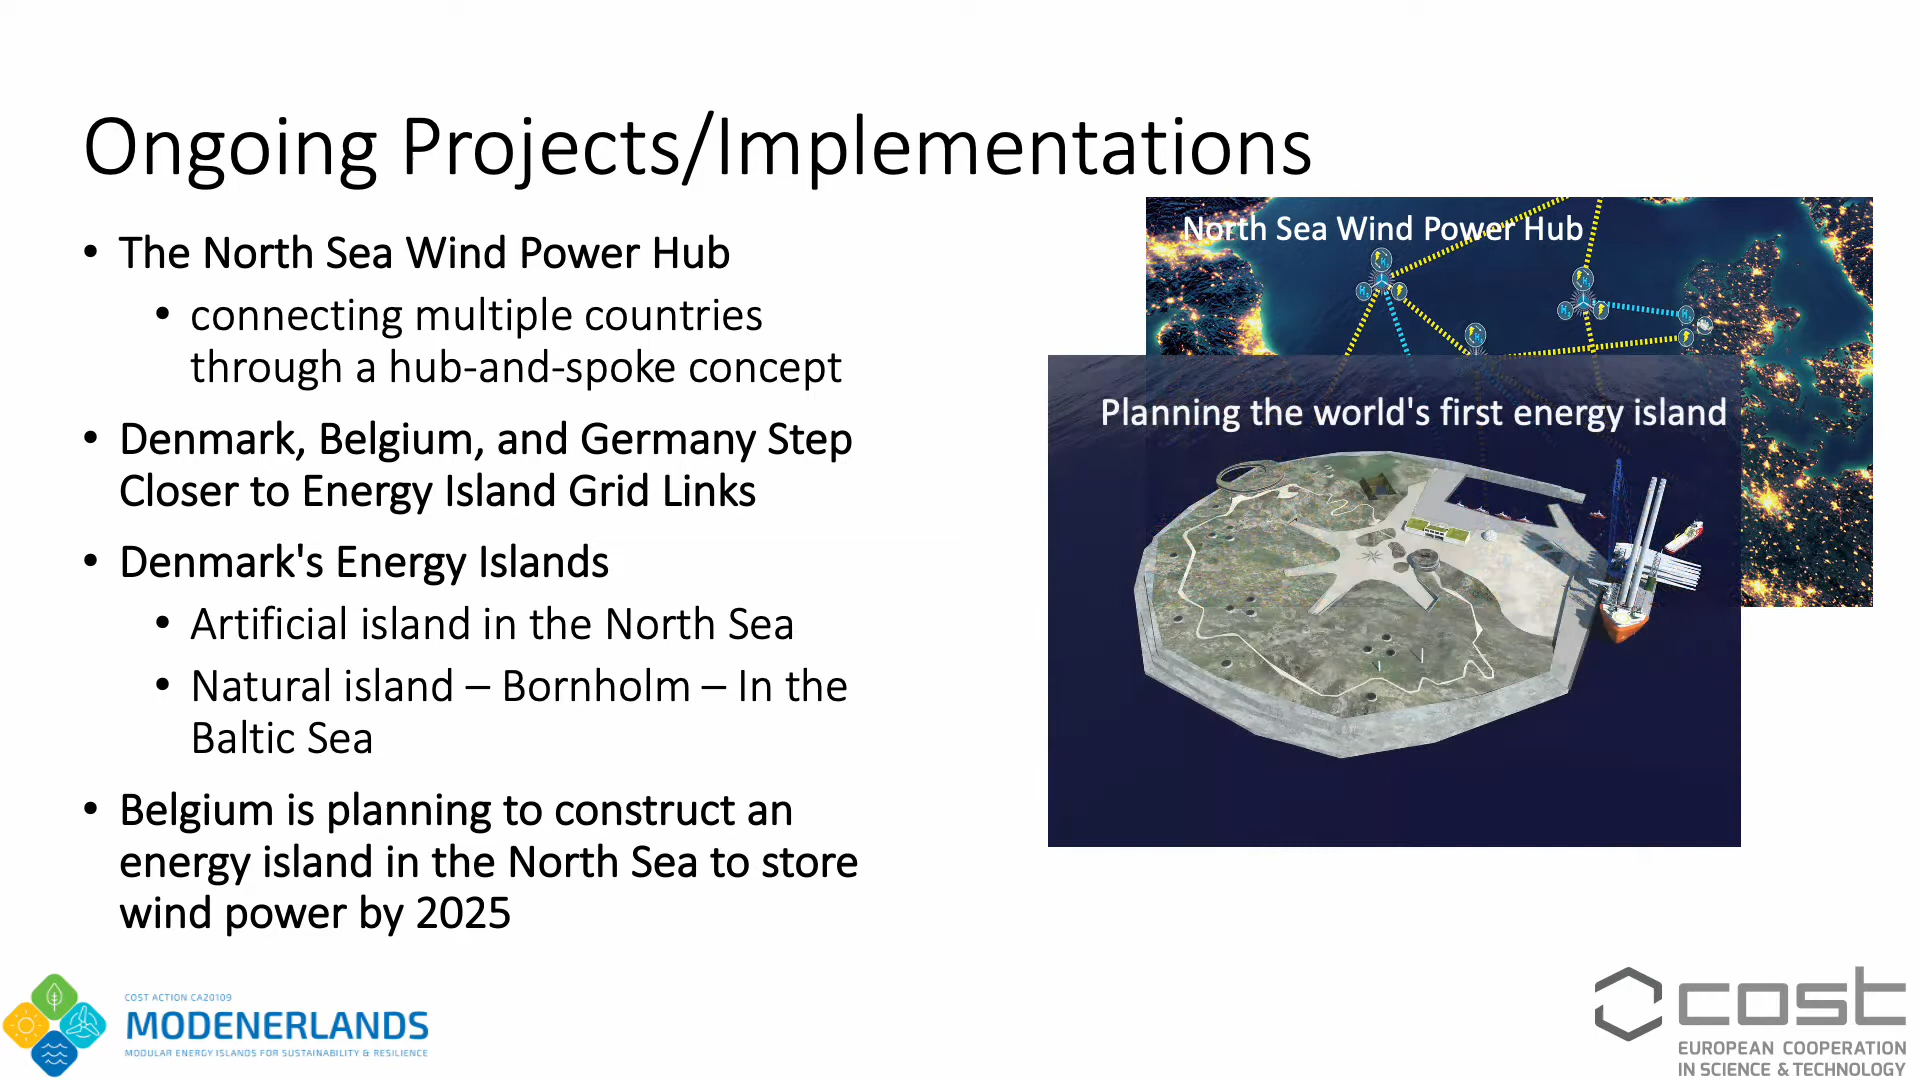 Ongoing Projects/Implementations
• The North Sea Wind Power Hub
• connecting multiple countries
through a hub-and-spoke concept
• Denmark, Belgium, and Germany Step
Closer to Energy Island Grid Links
• Denmark's Energy Islands
• Artificial island in the North Sea
• Natural island – Bornholm – In the
Baltic Sea
• Belgium is planning to construct an
energy island in the North Sea to store
wind power by 2025
North Sea Wind Power Hub
Planning the world's first energy island
COST ACTION CA20109
MODENERLANDS
MODULAR ENERGY ISLANDS FOR SUSTAINABILITY & RESILIENCE
cost
EUROPEAN COOPERATION
IN SCIENCE & TECHNOLOGY